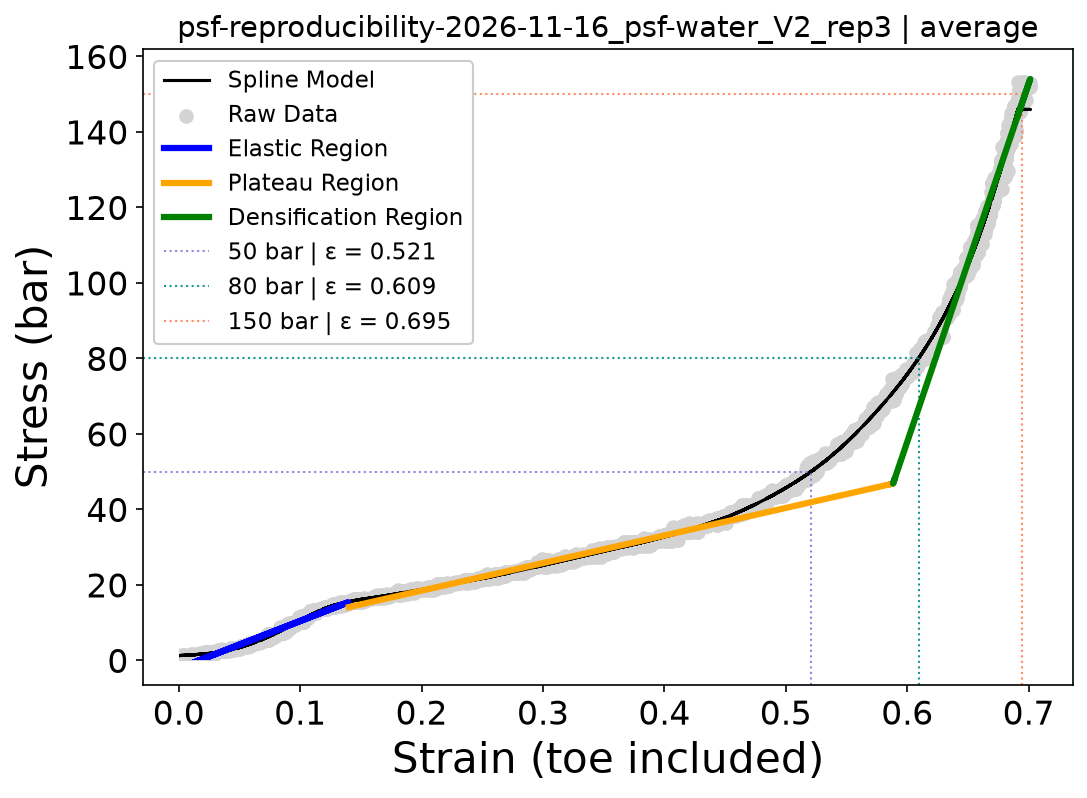 psf-reproducibility-2026-11-16_psf-water_V2_rep3 | average
Stress (bar)
160
140
120
100
80
60
40
20
0
Spline Model
Raw Data
Elastic Region
Plateau Region
Densification Region
50 bar | ε = 0.521
80 bar | ε = 0.609
150 bar | ε = 0.695
0.0 0.1 0.2 0.3 0.4 0.5 0.6 0.7
Strain (toe included)